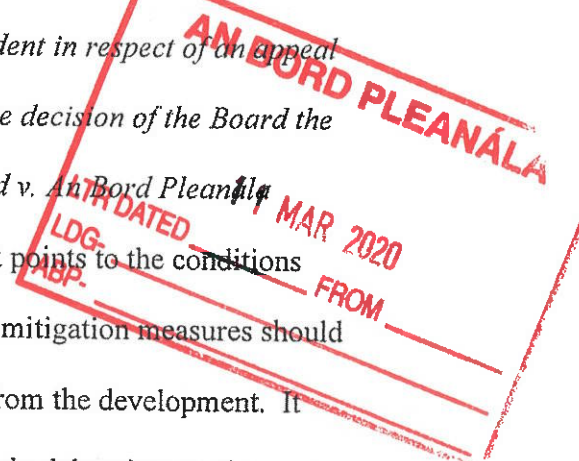 dent in respect of an appeal
e decision of the Board the
d v. An Bord Pleanála
points to the conditions
mitigation measures should
rom the development. It
AN BORD PLEANÁLA
MAR 2020
LTR DATED FROM
LDG-
ABP-